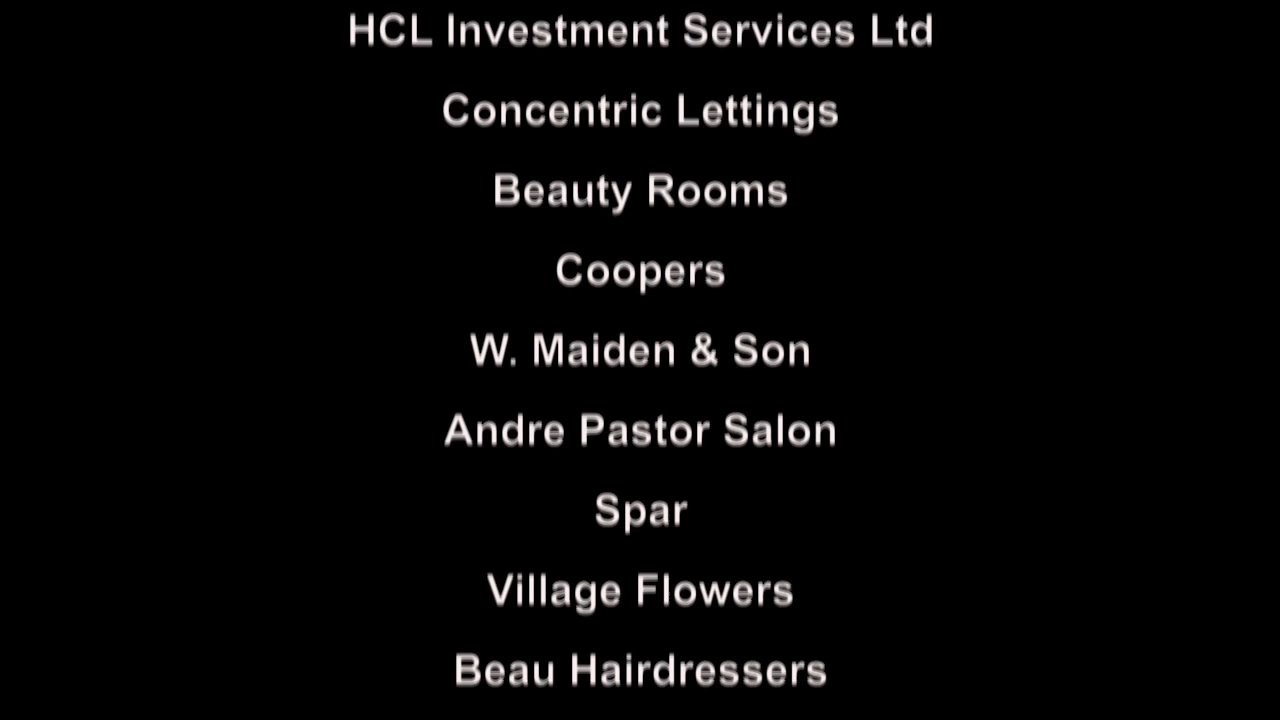 HCL Investment Services Ltd
Concentric Lettings
Beauty Rooms
Coopers
W. Maiden & Son
Andre Pastor Salon
Spar
Village Flowers
Beau Hairdressers